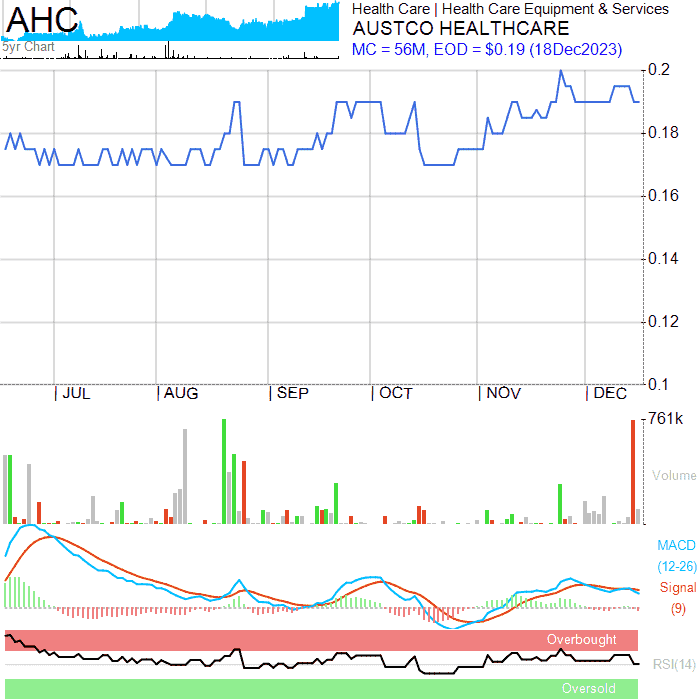 AHC
5yr Chart
Health Care | Health Care Equipment & Services
AUSTCO HEALTHCARE
MC = 56M, EOD = $0.19 (18Dec2023)
0.2
0.18
0.16
0.14
0.12
0.1
| JUL | AUG | SEP | OCT | NOV | DEC
761k
Volume
MACD
(12-26)
Signal
(9)
Overbought
RSI(14)
Oversold